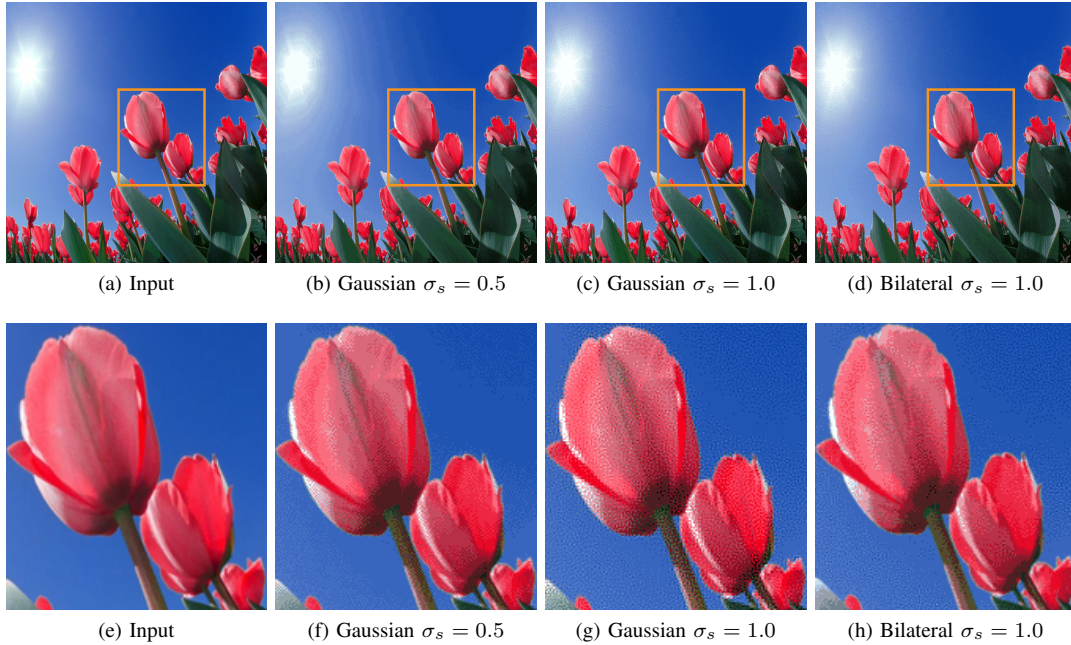 (a) Input
(b) Gaussian σₛ = 0.5
(c) Gaussian σₛ = 1.0
(d) Bilateral σₛ = 1.0
(e) Input
(f) Gaussian σₛ = 0.5
(g) Gaussian σₛ = 1.0
(h) Bilateral σₛ = 1.0